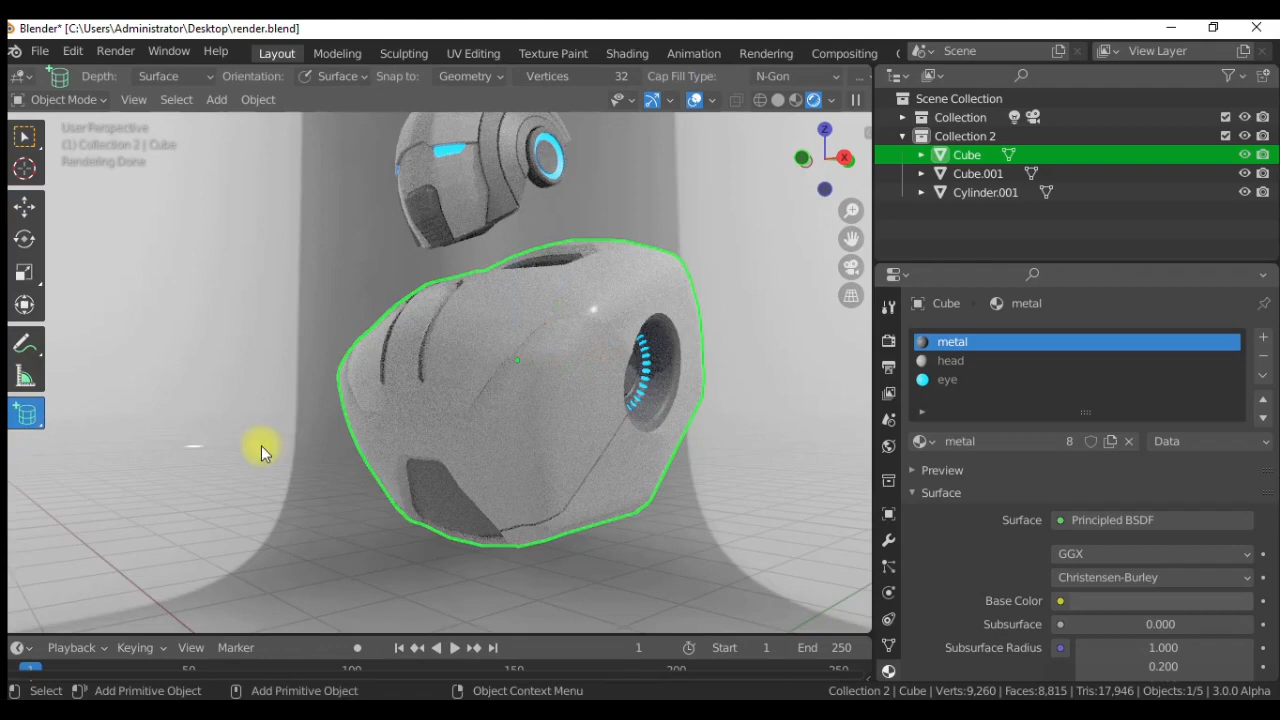 Blender* [C:\Users\Administrator\Desktop\render.blend]
File Edit Render Window Help Layout Modeling Sculpting UV Editing Texture Paint Shading Animation Rendering Compositing Scene View Layer
Depth: Surface Orientation: Surface Snap to: Geometry Vertices 32 Cap Fill Type: N-Gon ...
Object Mode View Select Add Object
User Perspective
(1) Collection 2 | Cube
Rendering Done
Z
X
Scene Collection
Collection
Collection 2
Cube
Cube.001
Cylinder.001
Cube metal
metal
head
eye
metal 8 Data
Preview
Surface
Surface Principled BSDF
GGX
Christensen-Burley
Base Color
Subsurface 0.000
Subsurface Radius 1.000
0.200
Playback Keying View Marker 1 Start 1 End 250
1 50 100 150 200 250
Select Add Primitive Object Add Primitive Object Object Context Menu Collection 2 | Cube | Verts:9,260 | Faces:8,815 | Tris:17,946 | Objects:1/5 | 3.0.0 Alpha